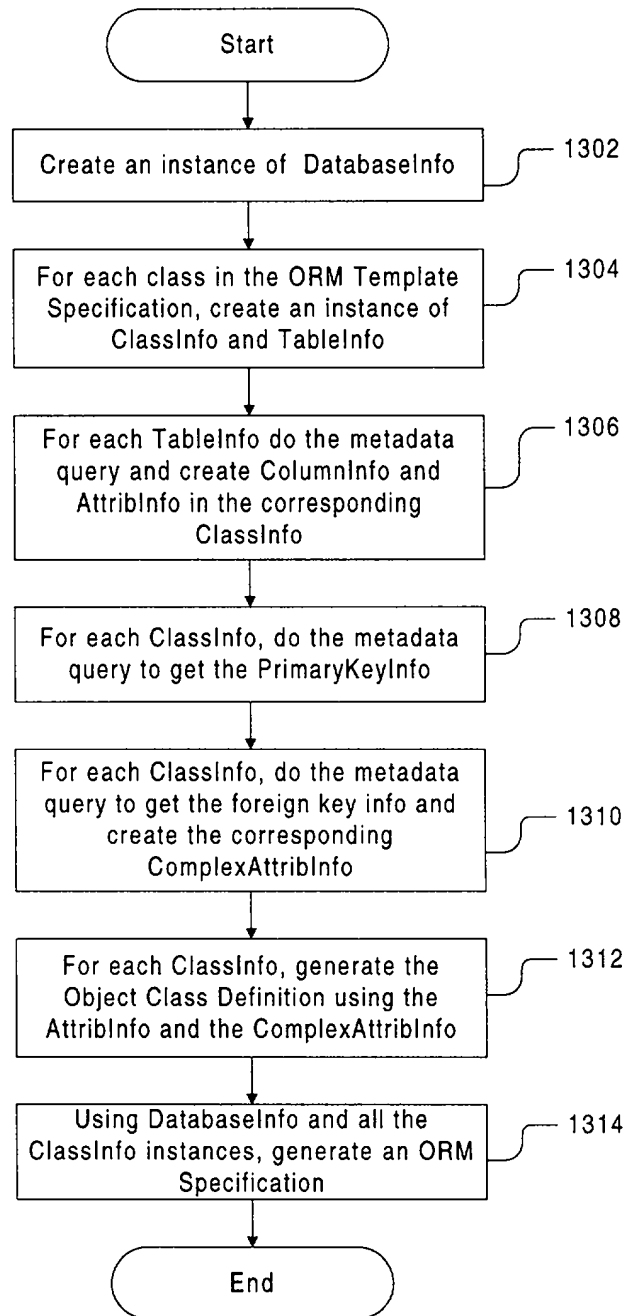 Start
Create an instance of DatabaseInfo
1302
For each class in the ORM Template
Specification, create an instance of
ClassInfo and TableInfo
1304
For each TableInfo do the metadata
query and create ColumnInfo and
AttribInfo in the corresponding
ClassInfo
1306
For each ClassInfo, do the metadata
query to get the PrimaryKeyInfo
1308
For each ClassInfo, do the metadata
query to get the foreign key info and
create the corresponding
ComplexAttribInfo
1310
For each ClassInfo, generate the
Object Class Definition using the
AttribInfo and the ComplexAttribInfo
1312
Using DatabaseInfo and all the
ClassInfo instances, generate an ORM
Specification
1314
End